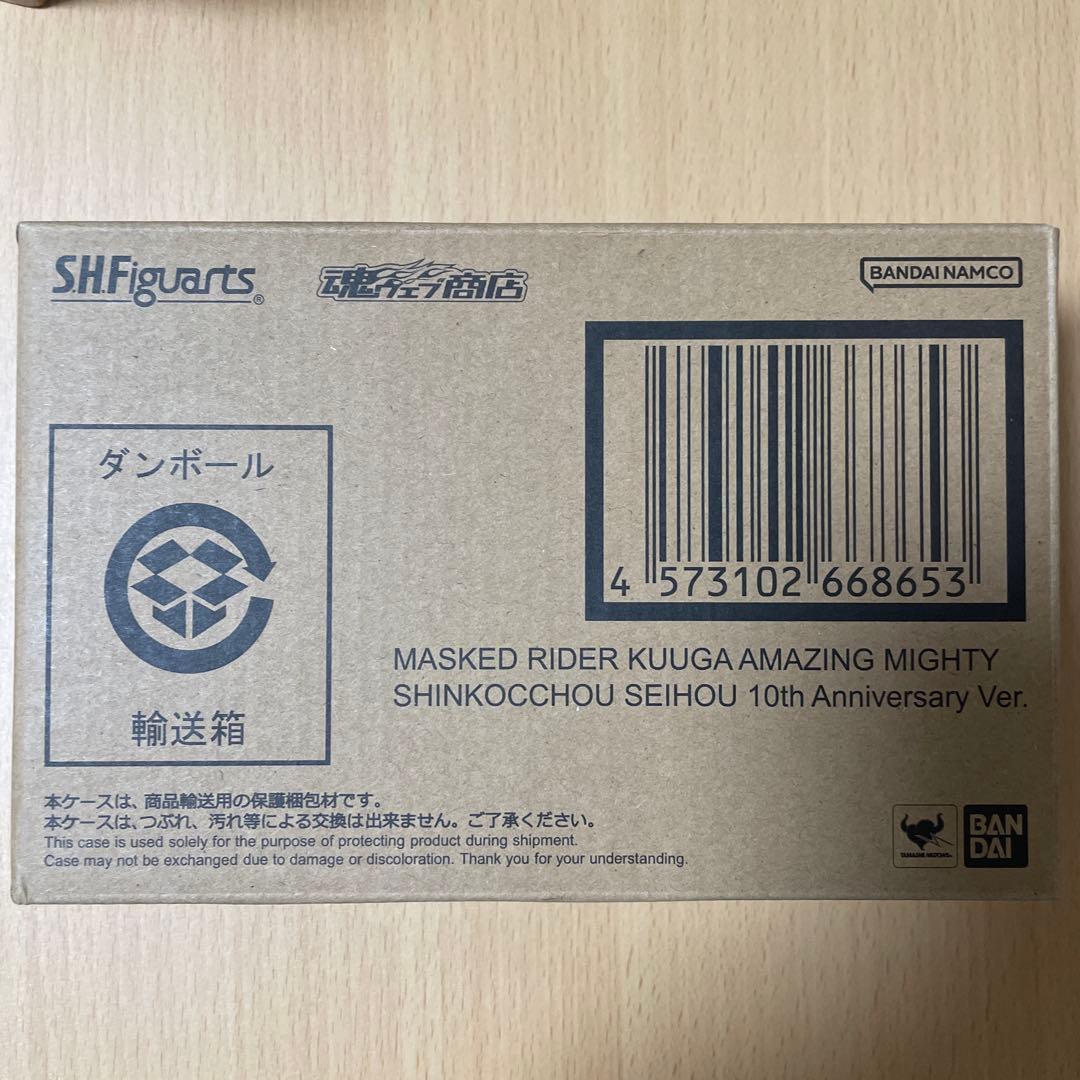 S.H.Figuarts®
魂ウェブ商店
BANDAI NAMCO
4 573102 668653
MASKED RIDER KUUGA AMAZING MIGHTY
SHINKOCCHOU SEIHOU 10th Anniversary Ver.
ダンボール
輸送箱
本ケースは、商品輸送用の保護梱包材です。
本ケースは、つぶれ、汚れ等による交換は出来ません。ご了承ください。
This case is used solely for the purpose of protecting product during shipment.
Case may not be exchanged due to damage or discoloration. Thank you for your understanding.
TAMASHII NATIONS
BAN
DAI